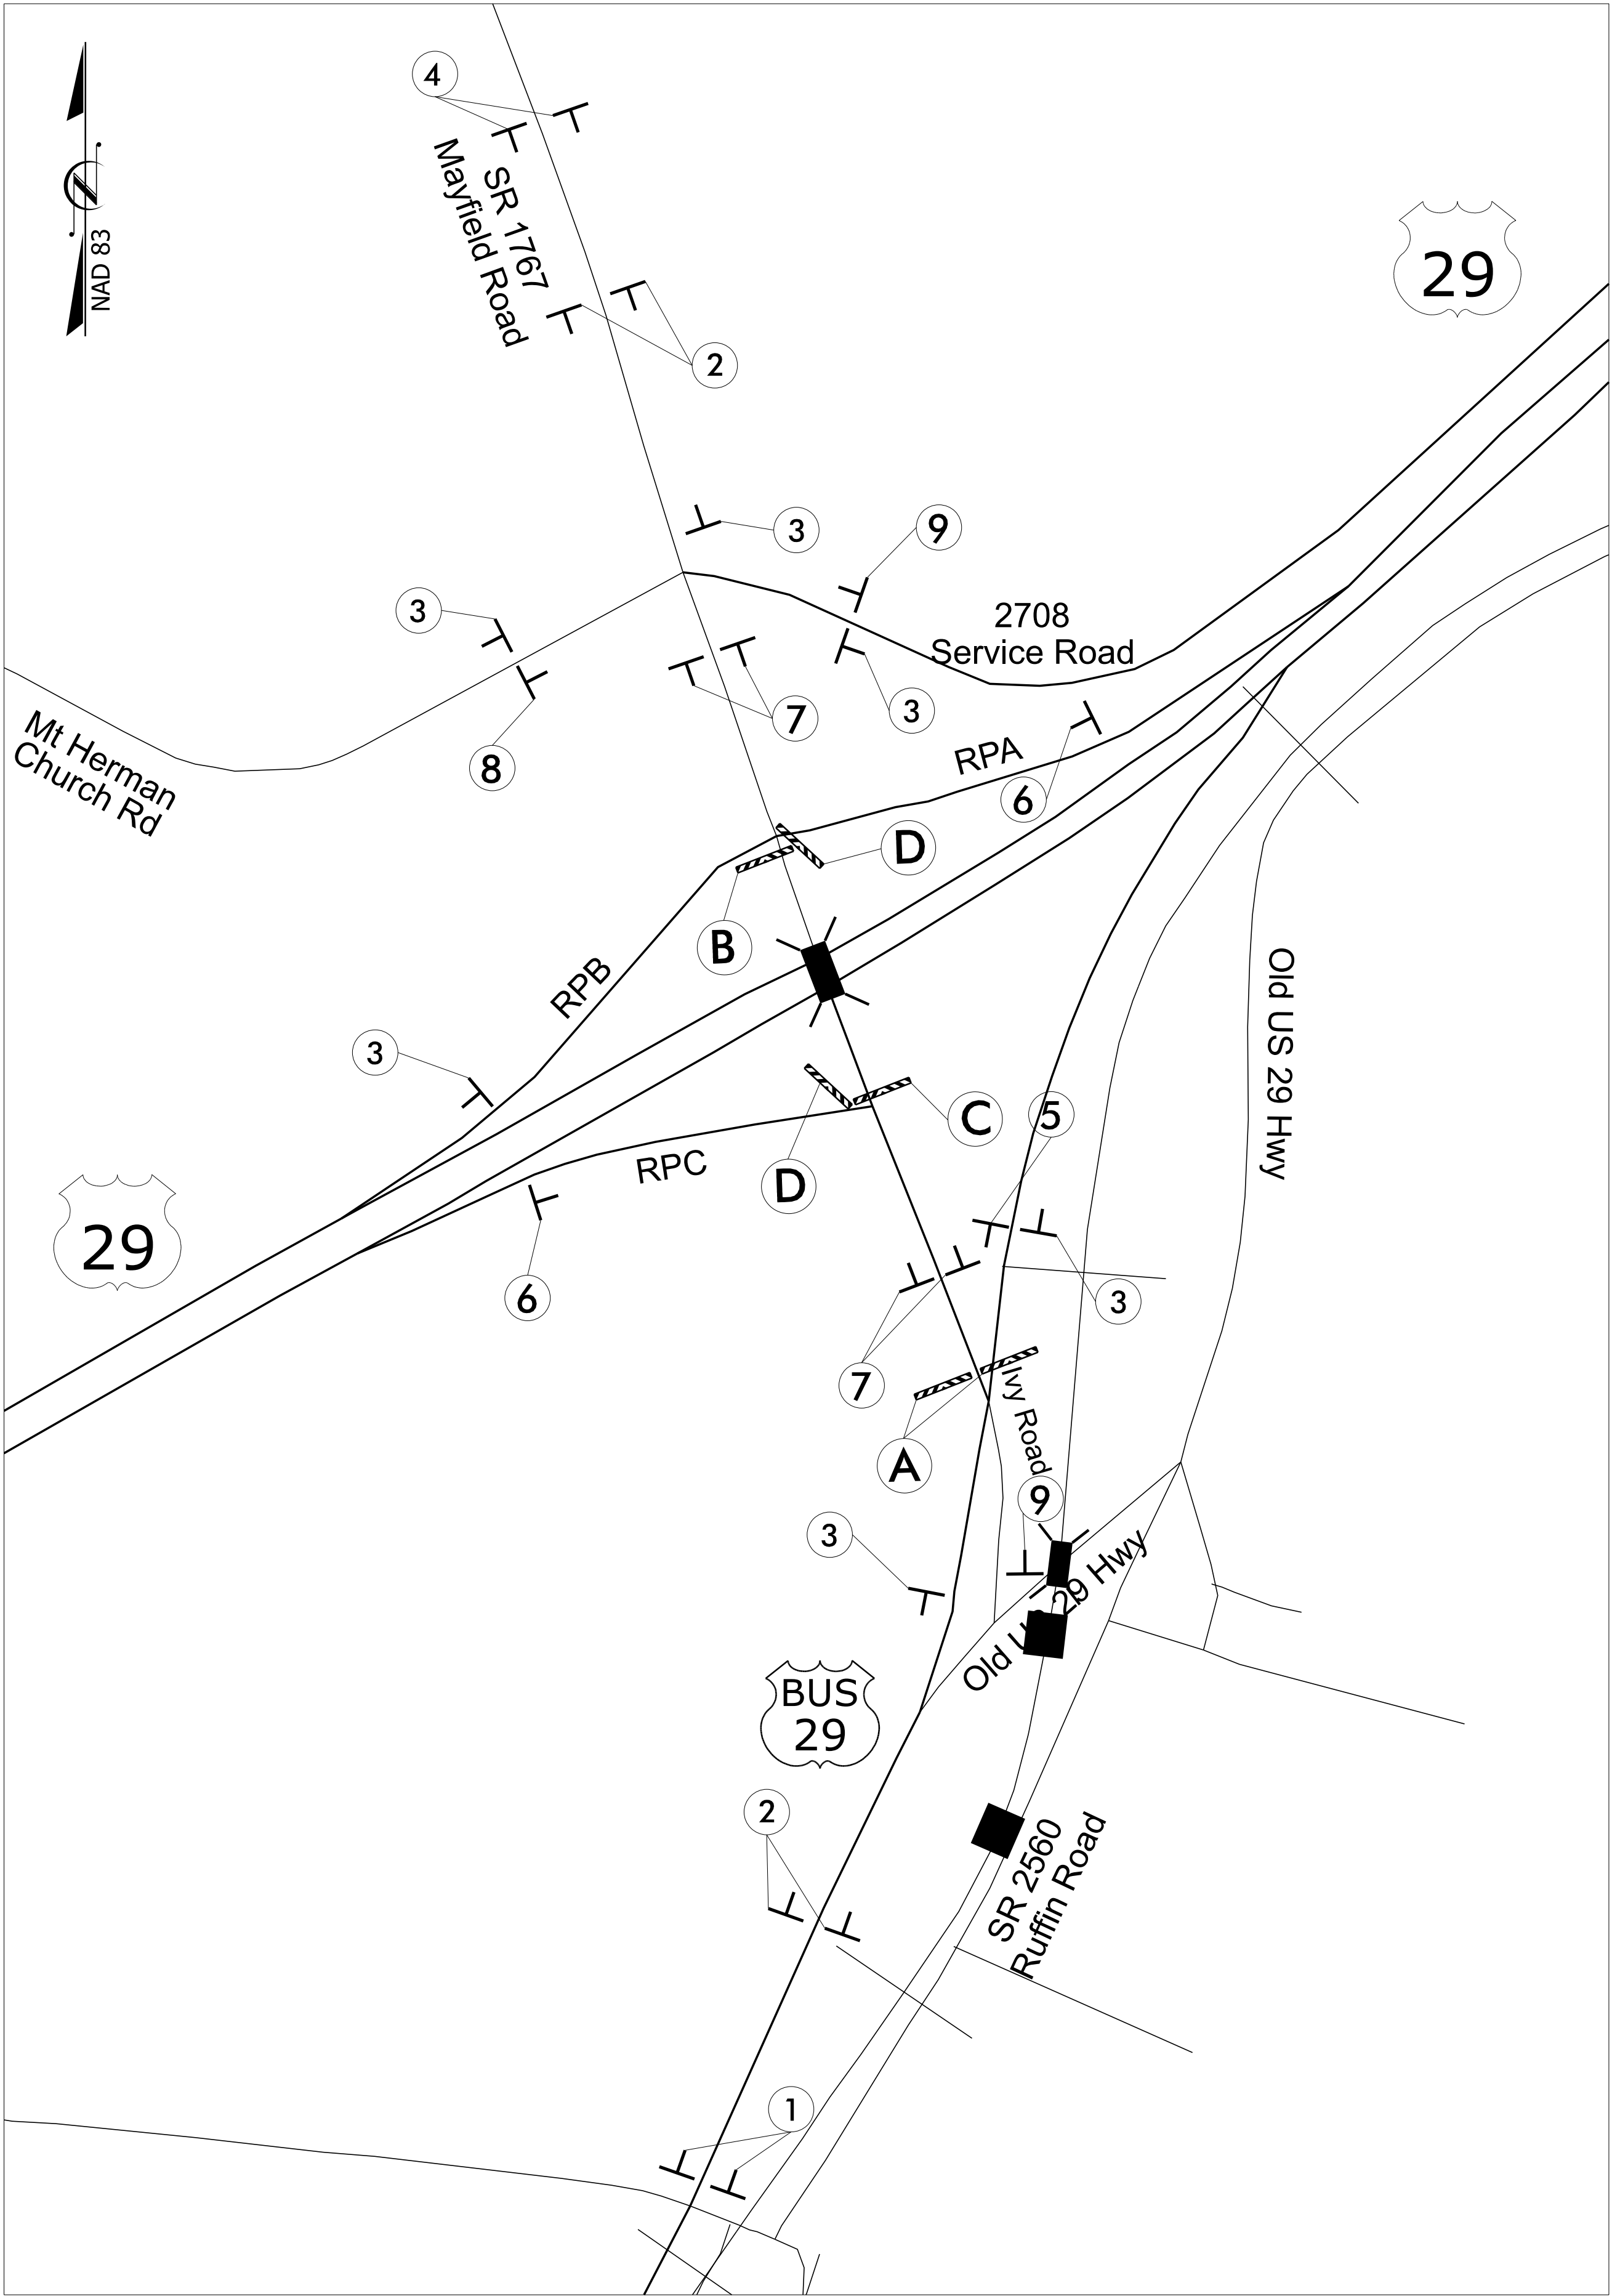 4
SR 1767
Mayfield Road
NAD 83
29
2
3
9
3
2708
Service Road
3
7
8
Mt Herman
Church Rd
RPA
6
D
B
RPB
Old US 29 Hwy
3
C
5
RPC
D
29
6
3
7
Ivy Road
A
9
3
Old US 29 Hwy
BUS
29
2
SR 2560
Ruffin Road
1